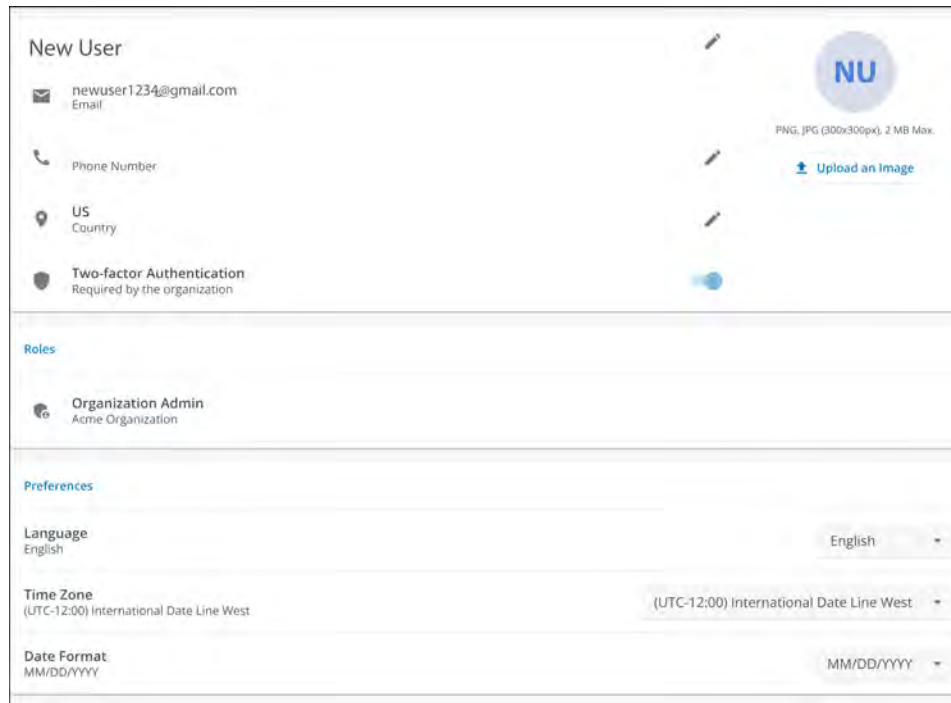 New User
NU
newuser1234@gmail.com
Email
PNG, JPG (300x300px), 2 MB Max.
Phone Number
Upload an Image
US
Country
Two-factor Authentication
Required by the organization
Roles
Organization Admin
Acme Organization
Preferences
Language
English
English
Time Zone
(UTC-12:00) International Date Line West
(UTC-12:00) International Date Line West
Date Format
MM/DD/YYYY
MM/DD/YYYY